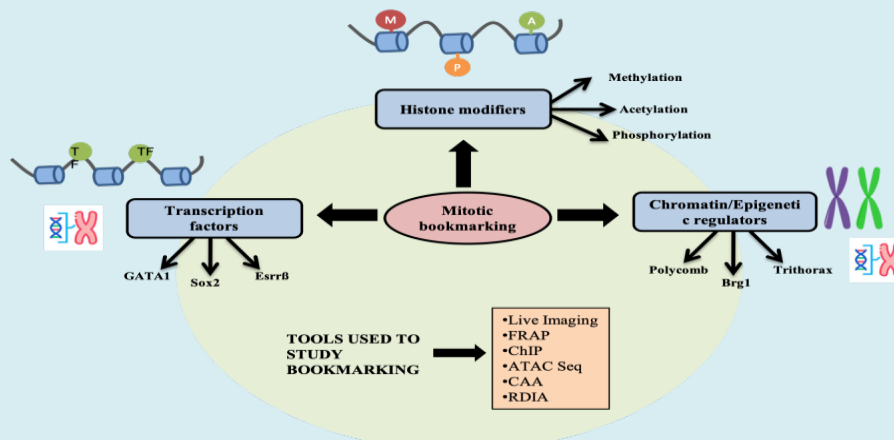 M
A
P
Methylation
Histone modifiers
Acetylation
Phosphorylation
T
F
TF
Transcription
factors
Mitotic
bookmarking
Chromatin/Epigeneti
c regulators
GATA1
Sox2
Esrrß
Polycomb
Brg1
Trithorax
TOOLS USED TO
STUDY
BOOKMARKING
•Live Imaging
•FRAP
•ChIP
•ATAC Seq
•CAA
•RDIA